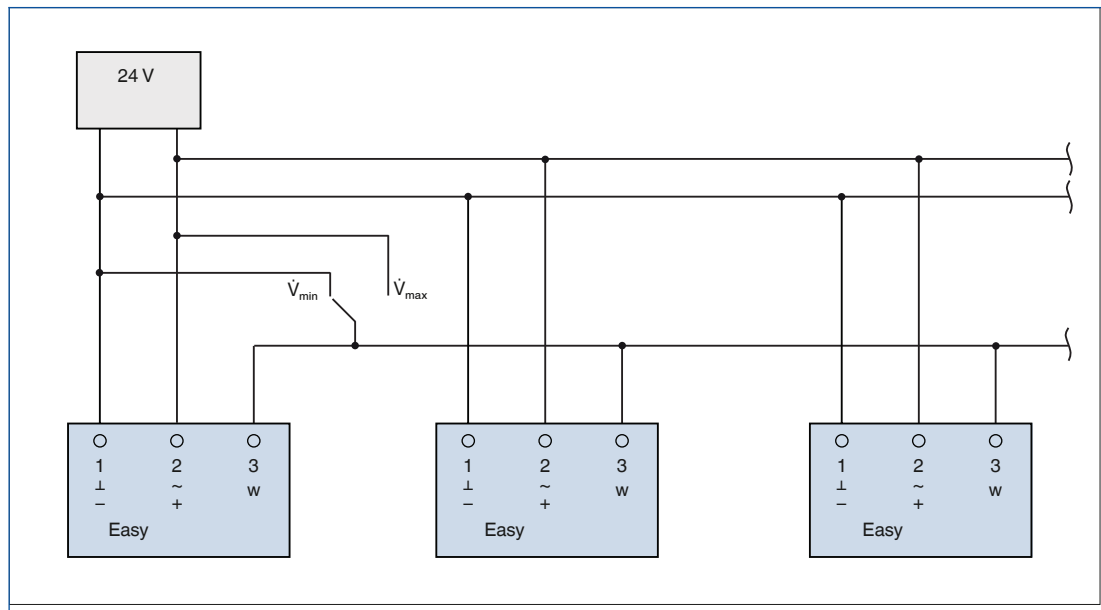 24 V
V̇min
V̇max
1 2 3
⊥ ~ w
– +
Easy
1 2 3
⊥ ~ w
– +
Easy
1 2 3
⊥ ~ w
– +
Easy